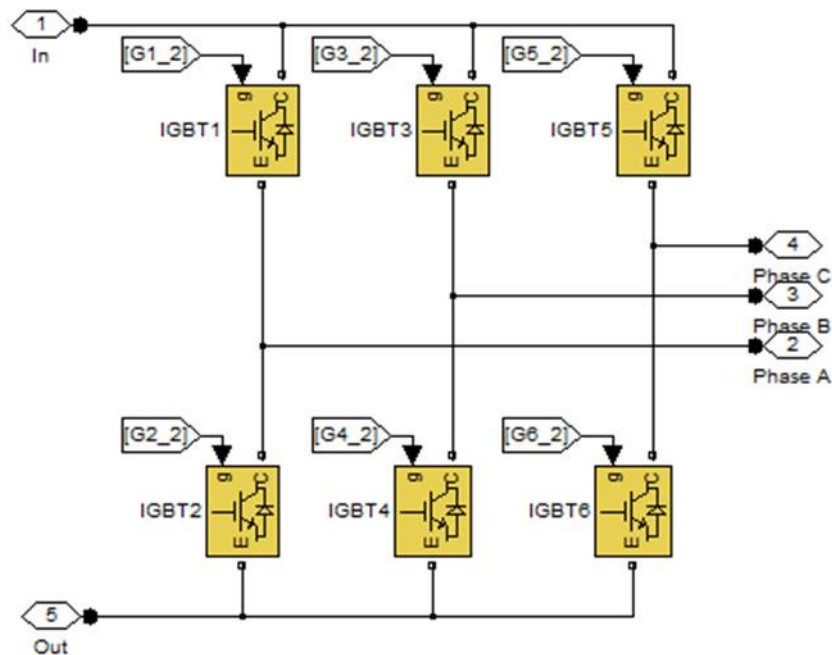 1
In
[G1_2]
[G3_2]
[G5_2]
g C
g C
g C
IGBT1
IGBT3
IGBT5
E
E
E
4
Phase C
3
Phase B
2
Phase A
[G2_2]
[G4_2]
[G6_2]
g C
g C
g C
IGBT2
IGBT4
IGBT6
E
E
E
5
Out